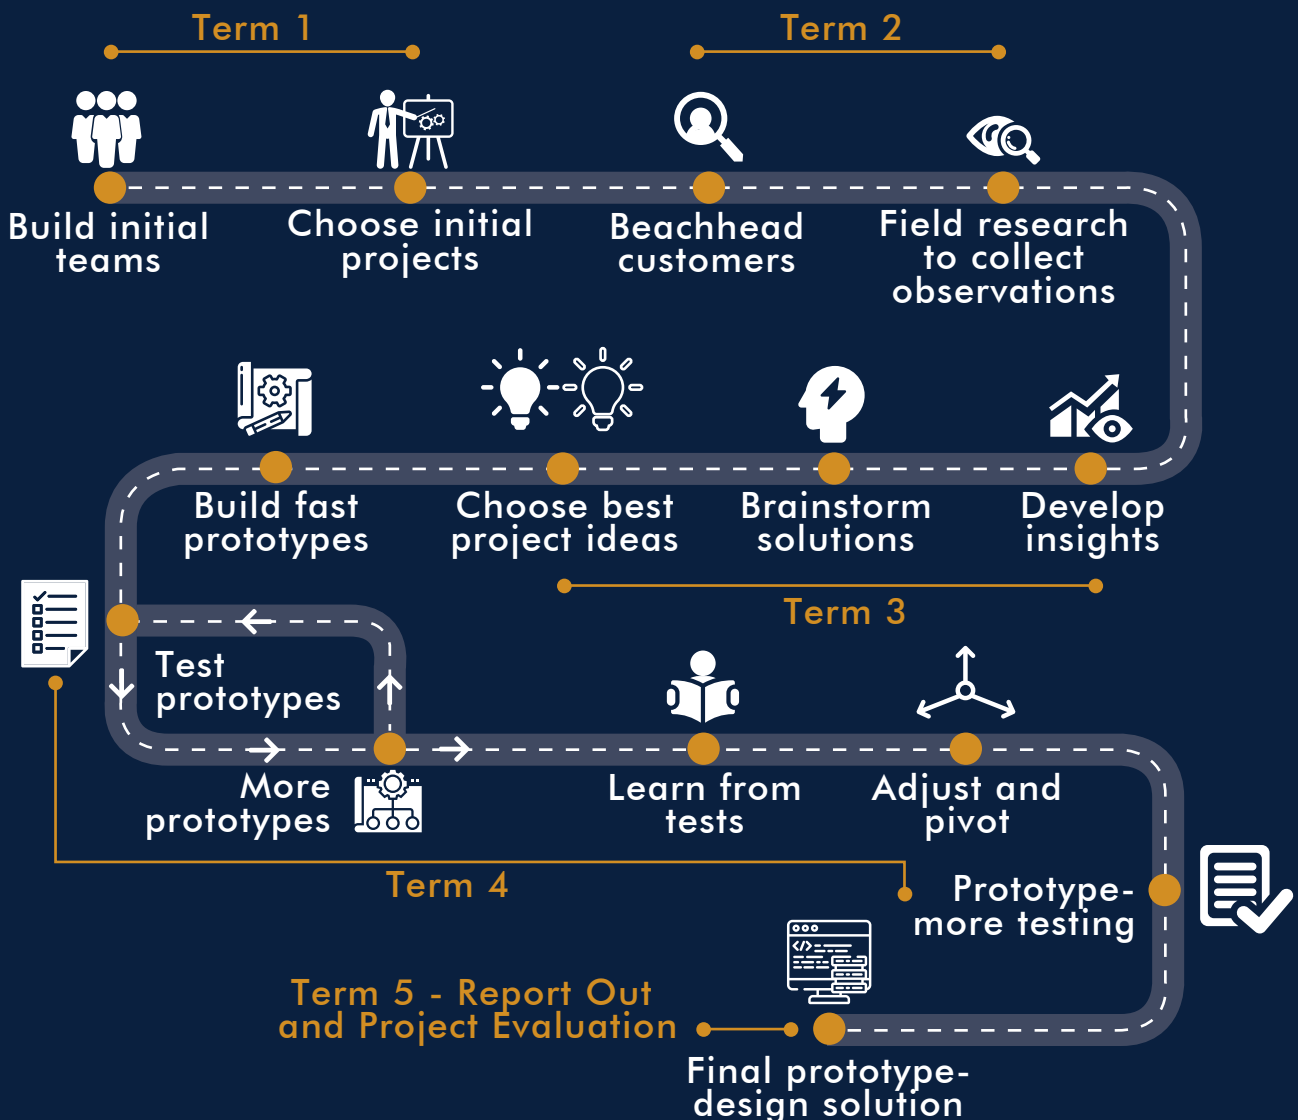 Term 1
Term 2
Build initial
teams
Choose initial
projects
Beachhead
customers
Field research
to collect
observations
Build fast
prototypes
Choose best
project ideas
Brainstorm
solutions
Develop
insights
Term 3
Test
prototypes
More
prototypes
Learn from
tests
Adjust and
pivot
Term 4
Prototype-
more testing
</>
Term 5 - Report Out
and Project Evaluation
Final prototype-
design solution